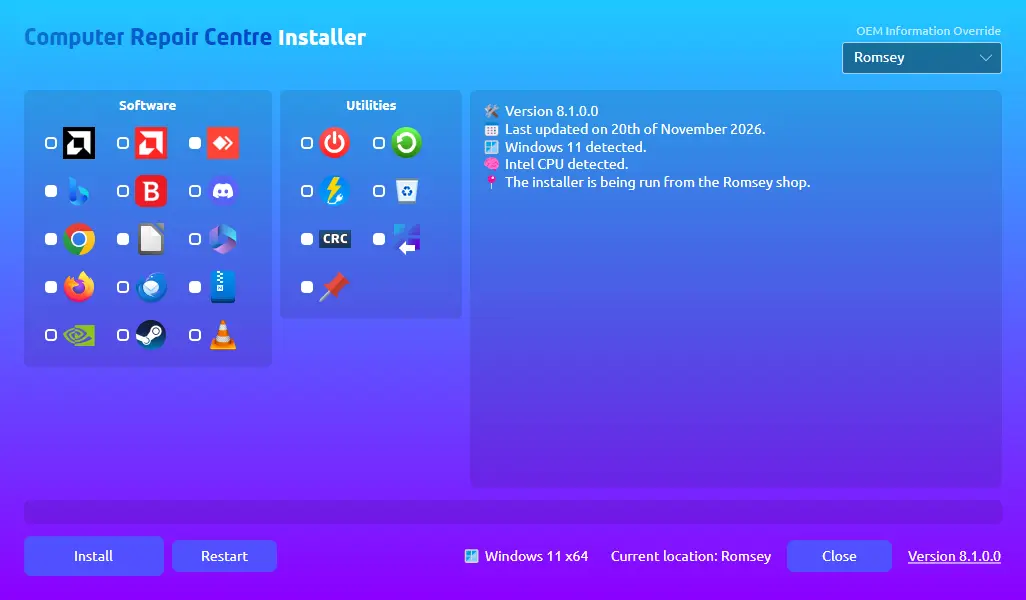 Computer Repair Centre Installer
OEM Information Override
Romsey
Software
Utilities
B
CRC
Version 8.1.0.0
Last updated on 20th of November 2026.
Windows 11 detected.
Intel CPU detected.
The installer is being run from the Romsey shop.
Install
Restart
Windows 11 x64
Current location: Romsey
Close
Version 8.1.0.0